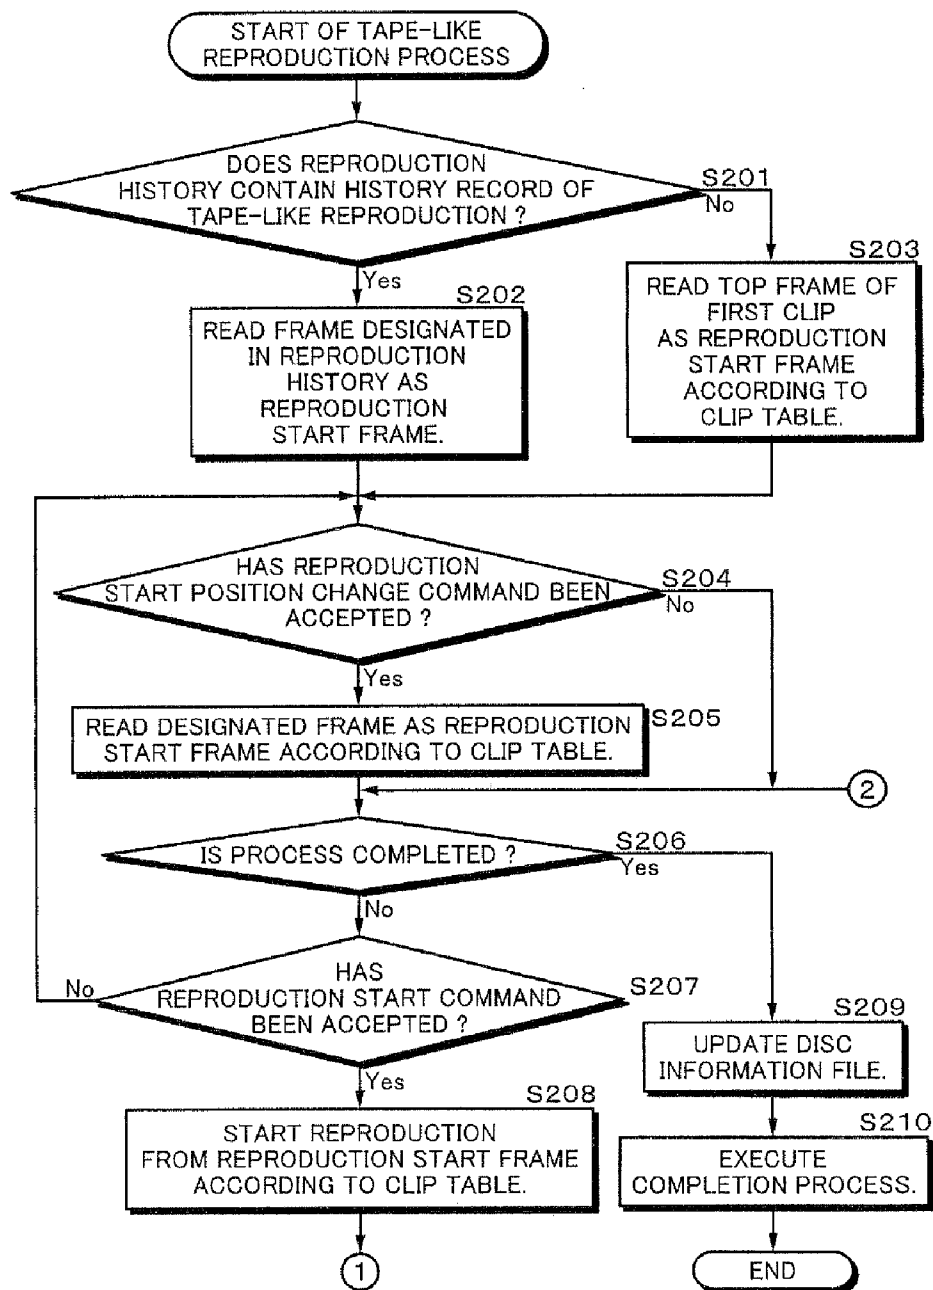 START OF TAPE-LIKE
REPRODUCTION PROCESS
DOES REPRODUCTION
HISTORY CONTAIN HISTORY RECORD OF
TAPE-LIKE REPRODUCTION ?
S201
No
Yes
S202
READ FRAME DESIGNATED
IN REPRODUCTION
HISTORY AS
REPRODUCTION
START FRAME.
S203
READ TOP FRAME OF
FIRST CLIP
AS REPRODUCTION
START FRAME
ACCORDING TO
CLIP TABLE.
HAS REPRODUCTION
START POSITION CHANGE COMMAND BEEN
ACCEPTED ?
S204
No
Yes
READ DESIGNATED FRAME AS REPRODUCTION
START FRAME ACCORDING TO CLIP TABLE.
S205
2
IS PROCESS COMPLETED ?
S206
Yes
No
HAS
REPRODUCTION START COMMAND
BEEN ACCEPTED ?
S207
No
Yes
S208
START REPRODUCTION
FROM REPRODUCTION START FRAME
ACCORDING TO CLIP TABLE.
1
S209
UPDATE DISC
INFORMATION FILE.
S210
EXECUTE
COMPLETION PROCESS.
END